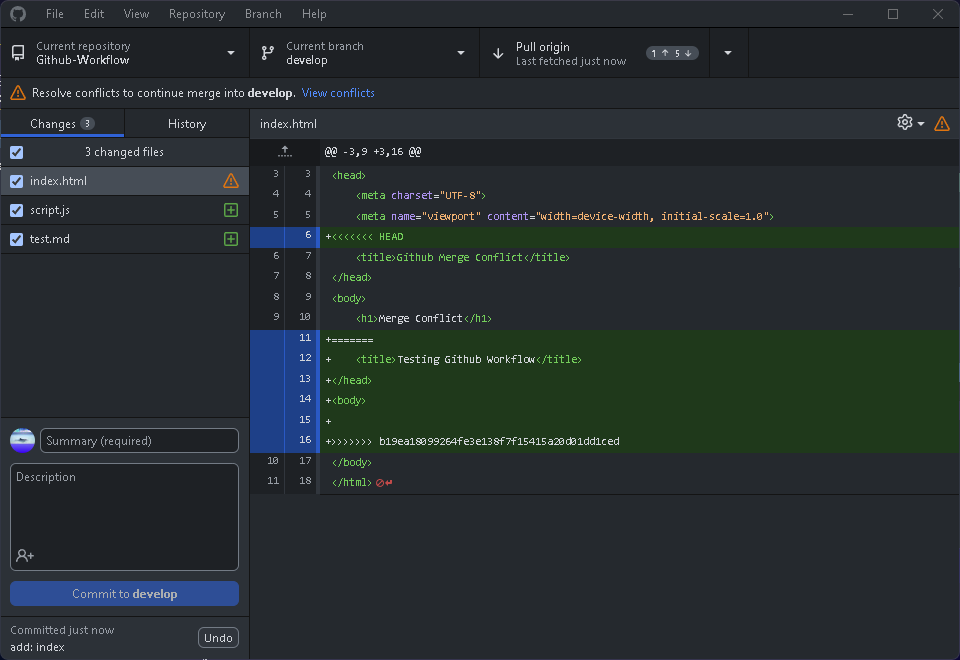 File Edit View Repository Branch Help
Current repository
Github-Workflow
Current branch
develop
Pull origin
Last fetched just now
1 ↑ 5 ↓
Resolve conflicts to continue merge into develop. View conflicts
Changes 3
History
index.html
3 changed files
index.html
script.js
test.md
@@ -3,9 +3,16 @@
3 3 <head>
4 4 <meta charset="UTF-8">
5 5 <meta name="viewport" content="width=device-width, initial-scale=1.0">
6 +<<<<<<< HEAD
6 7 <title>Github Merge Conflict</title>
7 8 </head>
8 9 <body>
9 10 <h1>Merge Conflict</h1>
11 +=======
12 + <title>Testing Github Workflow</title>
13 +</head>
14 +<body>
15 +
16 +>>>>>>> b19ea18099264fe3e138f7f15415a20d01dd1ced
10 17 </body>
11 18 </html>
Summary (required)
Description
Commit to develop
Committed just now
add: index
Undo